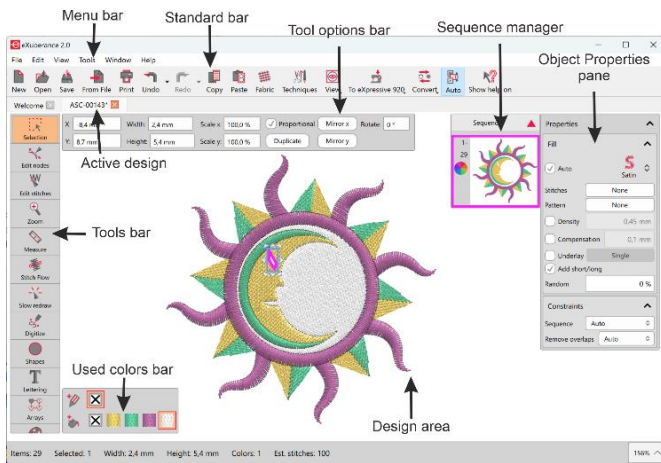 Menu bar
Standard bar
Tool options bar
Sequence manager
Object Properties
pane
eXuberance 2.0
File Edit View Tools Window Help
New Open Save From File Print Undo Redo Copy Paste Fabric Techniques View To eXpressive 920 Convert Auto Show help on
Welcome ASC-00143*
X: -8,4 mm Width: 2,4 mm Scale x: 100,0 % Proportional Mirror x Rotate: 0 °
Y: 8,7 mm Height: 5,4 mm Scale y: 100,0 % Duplicate Mirror y
Active design
Selection
Edit nodes
Edit stitches
Zoom
Measure
Stitch Flow
Slow redraw
Digitize
Shapes
Lettering
Arrays
Tools bar
Used colors bar
Design area
1-
29
Properties
Fill
Auto
Satin
Stitches None
Pattern None
Density 0,45 mm
Compensation 0,1 mm
Underlay Single
Add short/long
Random 0 %
Constraints
Sequence Auto
Remove overlaps Auto
Items: 29 Selected: 1 Width: 2,4 mm Height: 5,4 mm Colors: 1 Est. stitches: 100